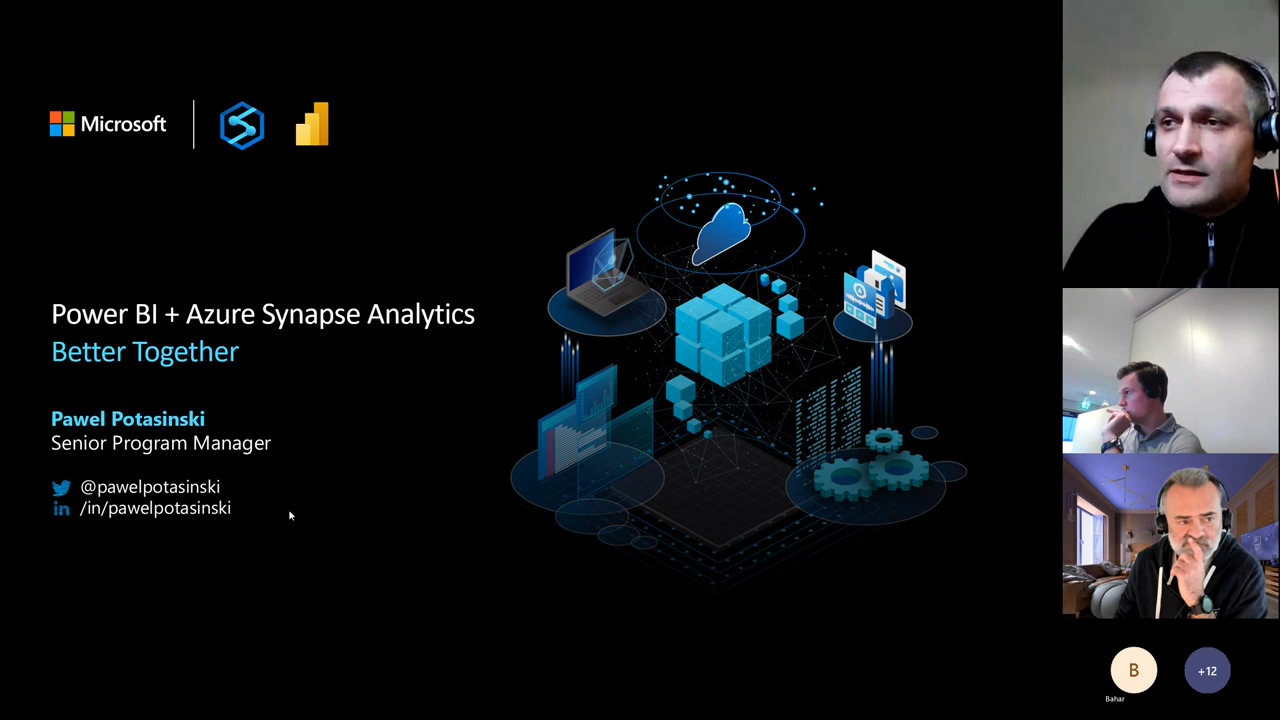 Microsoft
Power BI + Azure Synapse Analytics
Better Together
Pawel Potasinski
Senior Program Manager
@pawelpotasinski
/in/pawelpotasinski
B
Bahar
+12